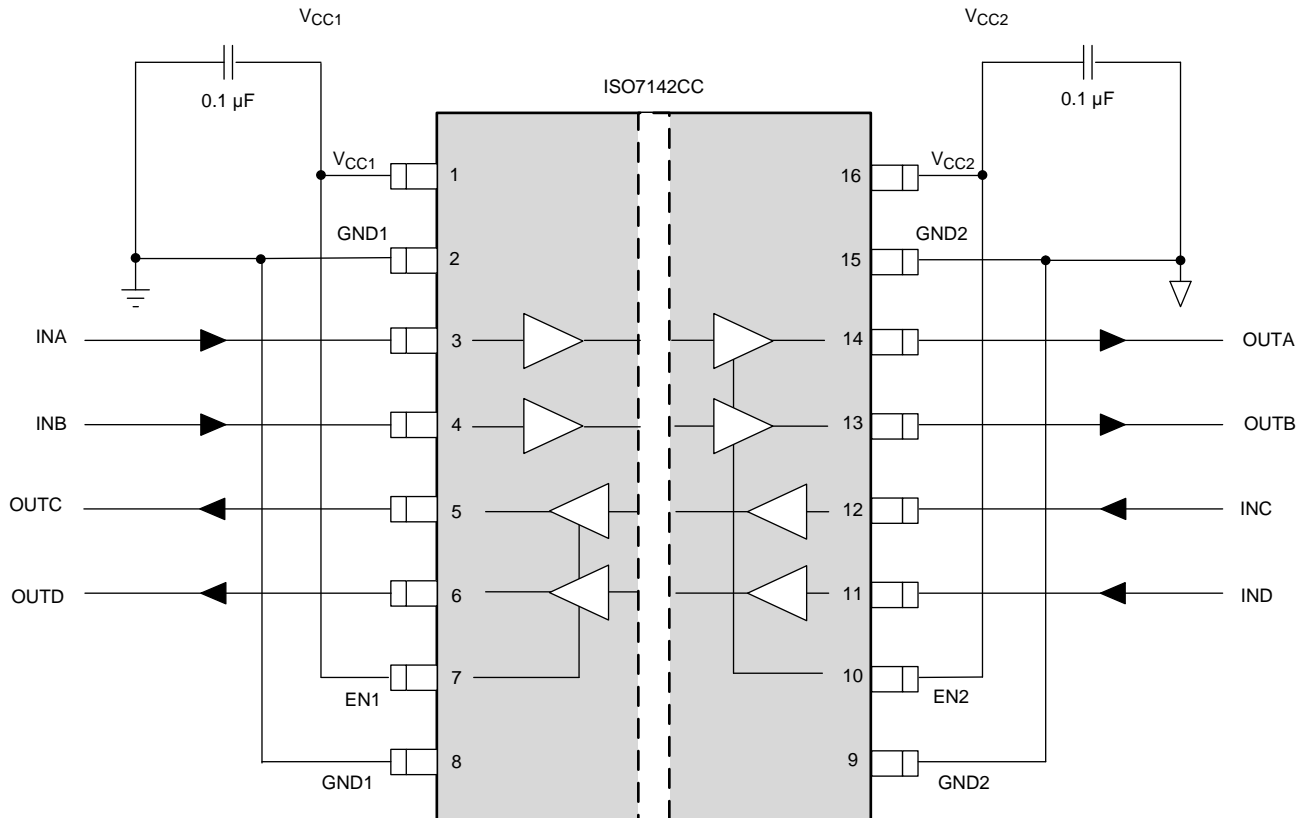 VCC1
VCC2
0.1 µF
0.1 µF
ISO7142CC
VCC1
1
16
VCC2
GND1
2
15
GND2
INA
3
14
OUTA
INB
4
13
OUTB
OUTC
5
12
INC
OUTD
6
11
IND
EN1
7
10
EN2
GND1
8
9
GND2